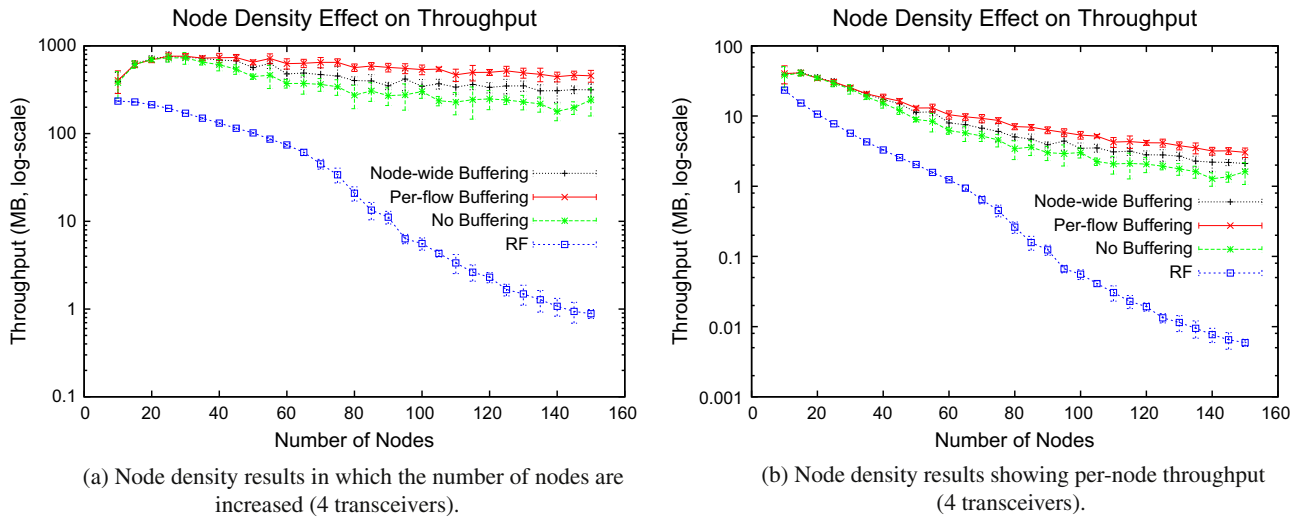 Node Density Effect on Throughput
1000
100
10
1
0.1
Throughput (MB, log-scale)
Node-wide Buffering
Per-flow Buffering
No Buffering
RF
0 20 40 60 80 100 120 140 160
Number of Nodes
(a) Node density results in which the number of nodes are
increased (4 transceivers).
Node Density Effect on Throughput
100
10
1
0.1
0.01
0.001
Throughput (MB, log-scale)
Node-wide Buffering
Per-flow Buffering
No Buffering
RF
0 20 40 60 80 100 120 140 160
Number of Nodes
(b) Node density results showing per-node throughput
(4 transceivers).